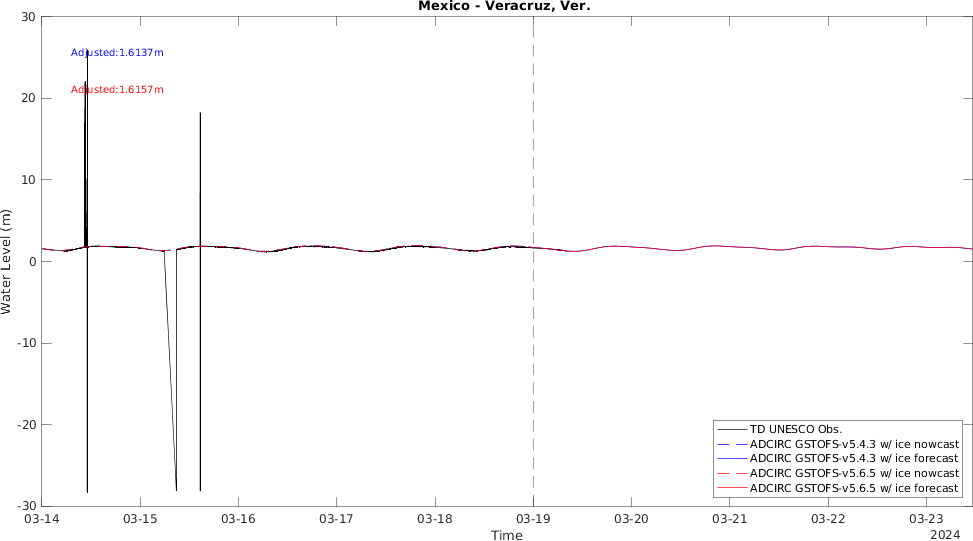 Mexico - Veracruz, Ver.
30
20
10
0
-10
-20
-30
Water Level (m)
Adjusted:1.6137m
Adjusted:1.6157m
TD UNESCO Obs.
ADCIRC GSTOFS-v5.4.3 w/ ice nowcast
ADCIRC GSTOFS-v5.4.3 w/ ice forecast
ADCIRC GSTOFS-v5.6.5 w/ ice nowcast
ADCIRC GSTOFS-v5.6.5 w/ ice forecast
03-14 03-15 03-16 03-17 03-18 03-19 03-20 03-21 03-22 03-23
Time
2024